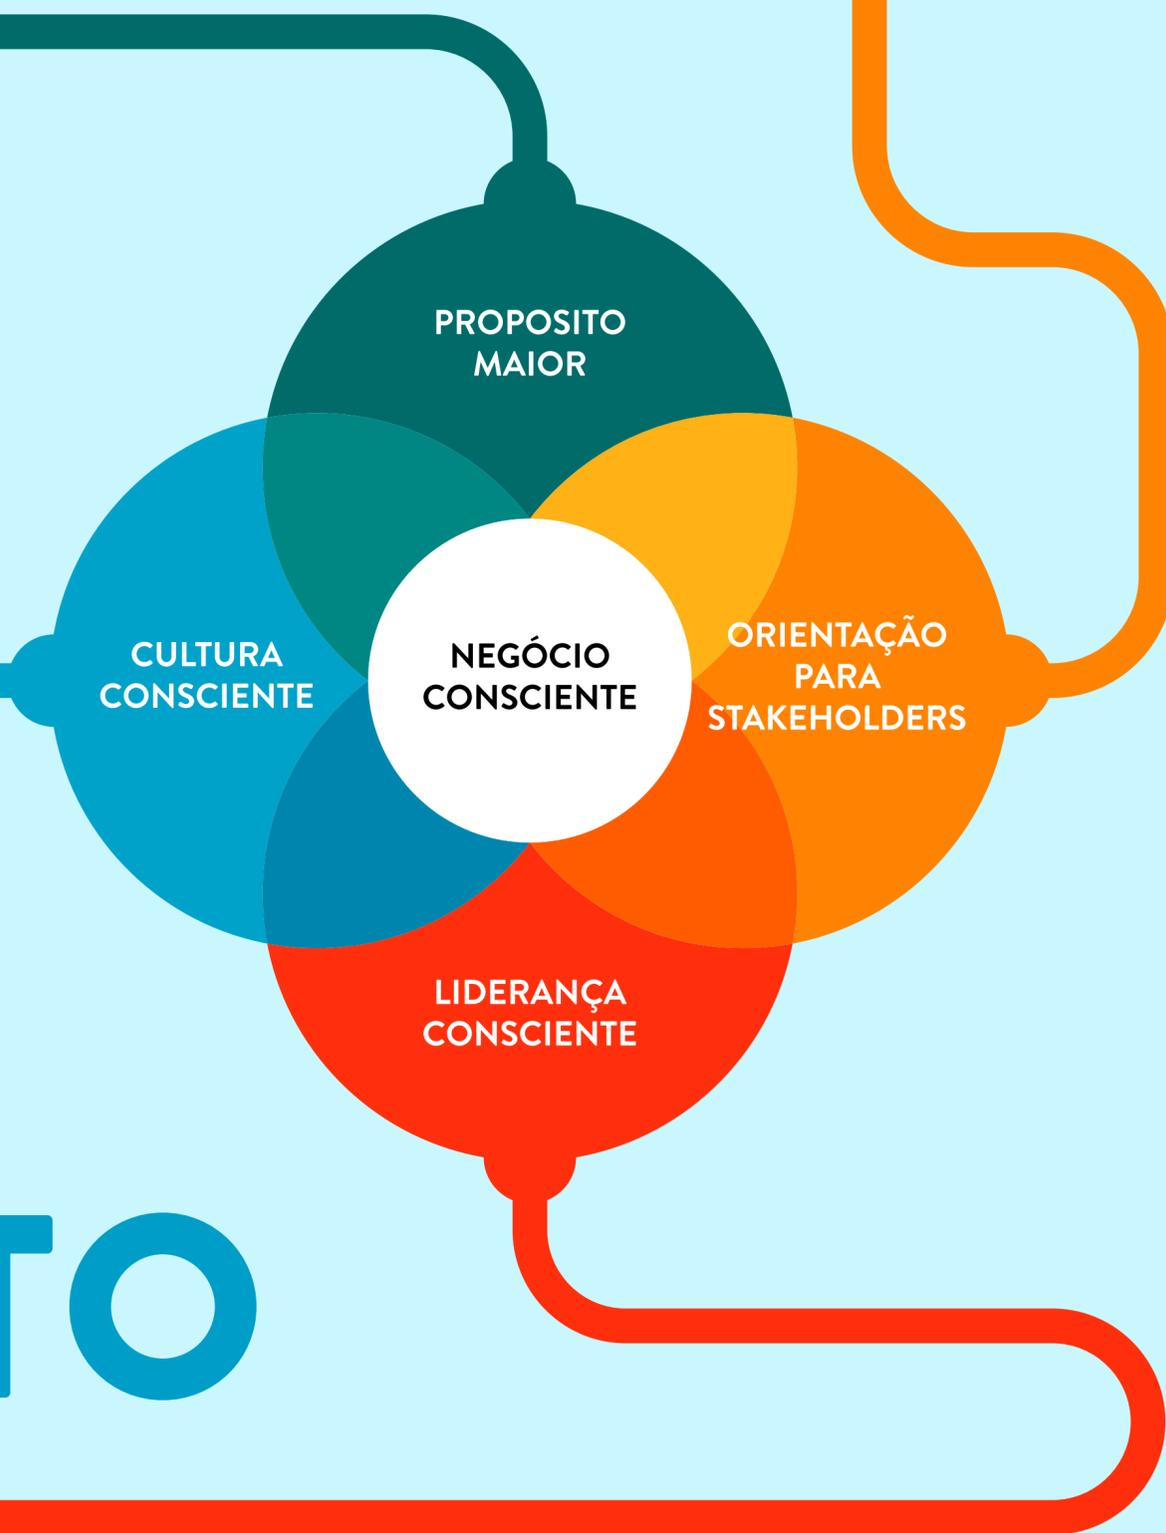 PROPOSITO
MAIOR
CULTURA
CONSCIENTE
NEGÓCIO
CONSCIENTE
ORIENTAÇÃO
PARA
STAKEHOLDERS
LIDERANÇA
CONSCIENTE
TO